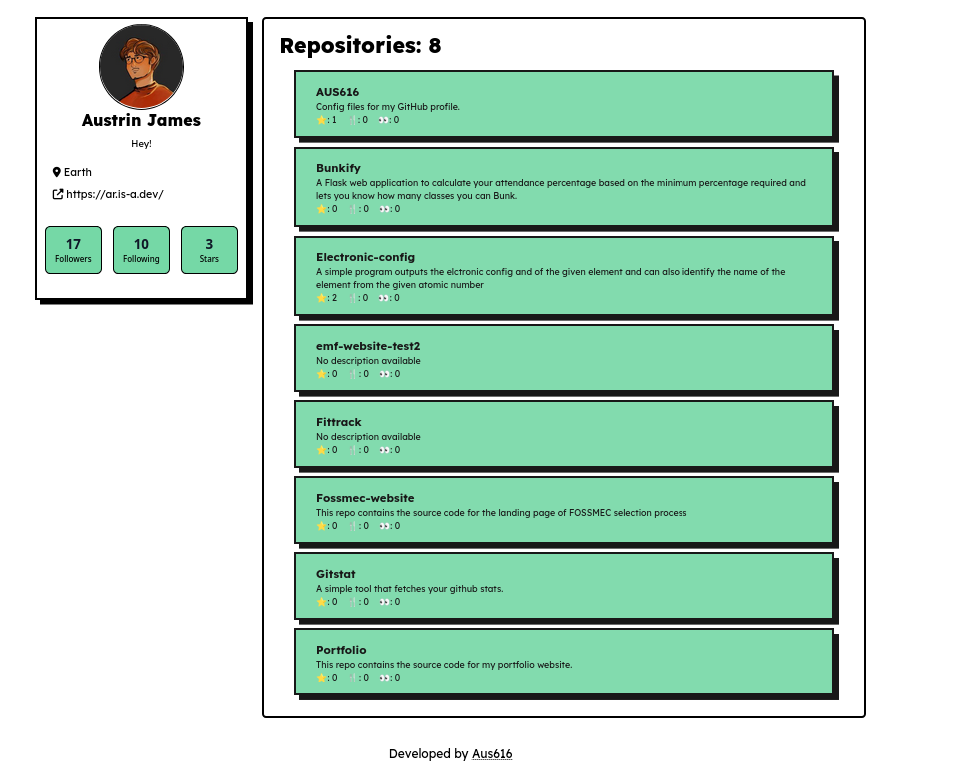 Austrin James
Hey!
Earth
https://ar.is-a.dev/
17
Followers
10
Following
3
Stars
Repositories: 8
AUS616
Config files for my GitHub profile.
⭐: 1 🍴: 0 👀: 0
Bunkify
A Flask web application to calculate your attendance percentage based on the minimum percentage required and
lets you know how many classes you can Bunk.
⭐: 0 🍴: 0 👀: 0
Electronic-config
A simple program outputs the elctronic config and of the given element and can also identify the name of the
element from the given atomic number
⭐: 2 🍴: 0 👀: 0
emf-website-test2
No description available
⭐: 0 🍴: 0 👀: 0
Fittrack
No description available
⭐: 0 🍴: 0 👀: 0
Fossmec-website
This repo contains the source code for the landing page of FOSSMEC selection process
⭐: 0 🍴: 0 👀: 0
Gitstat
A simple tool that fetches your github stats.
⭐: 0 🍴: 0 👀: 0
Portfolio
This repo contains the source code for my portfolio website.
⭐: 0 🍴: 0 👀: 0
Developed by Aus616